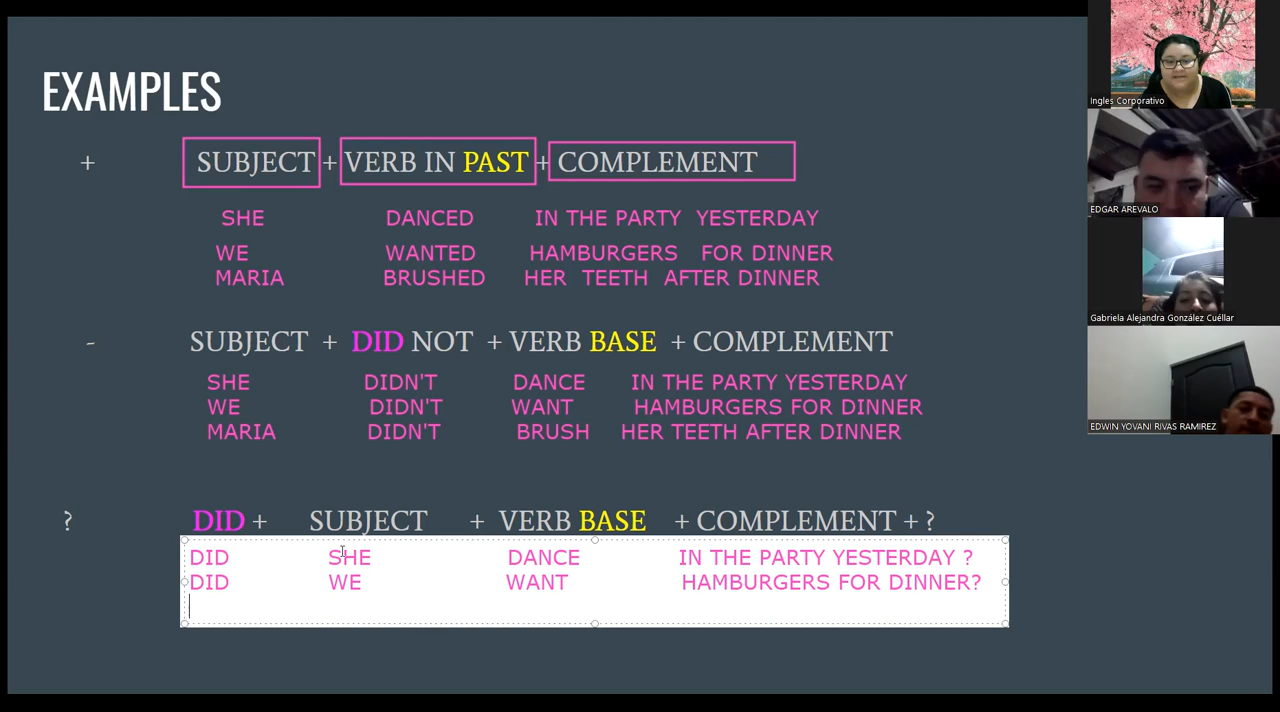 EXAMPLES
+ SUBJECT + VERB IN PAST + COMPLEMENT
SHE DANCED IN THE PARTY YESTERDAY
WE WANTED HAMBURGERS FOR DINNER
MARIA BRUSHED HER TEETH AFTER DINNER
- SUBJECT + DID NOT + VERB BASE + COMPLEMENT
SHE DIDN'T DANCE IN THE PARTY YESTERDAY
WE DIDN'T WANT HAMBURGERS FOR DINNER
MARIA DIDN'T BRUSH HER TEETH AFTER DINNER
? DID + SUBJECT + VERB BASE + COMPLEMENT + ?
DID SHE DANCE IN THE PARTY YESTERDAY ?
DID WE WANT HAMBURGERS FOR DINNER?
Ingles Corporativo
EDGAR AREVALO
Gabriela Alejandra González Cuéllar
EDWIN YOVANI RIVAS RAMIREZ